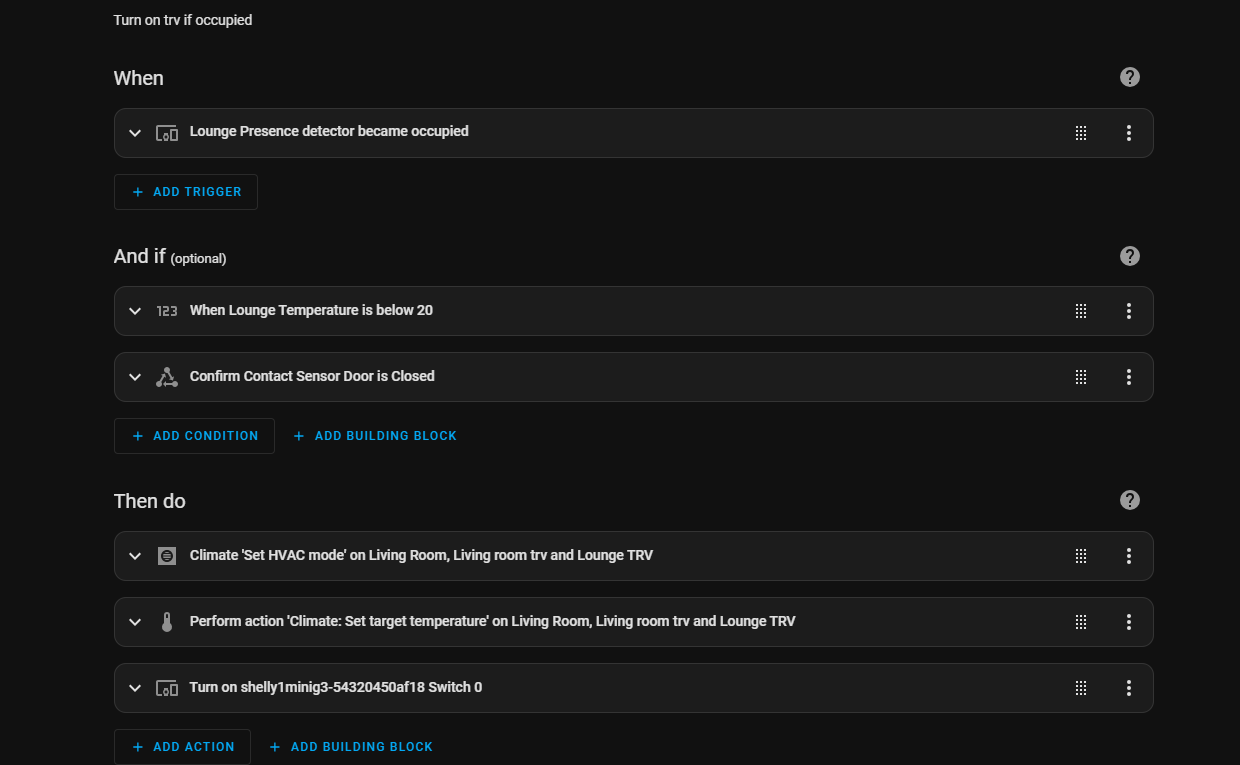 Turn on trv if occupied
When
Lounge Presence detector became occupied
+ ADD TRIGGER
And if (optional)
123 When Lounge Temperature is below 20
Confirm Contact Sensor Door is Closed
+ ADD CONDITION + ADD BUILDING BLOCK
Then do
Climate 'Set HVAC mode' on Living Room, Living room trv and Lounge TRV
Perform action 'Climate: Set target temperature' on Living Room, Living room trv and Lounge TRV
Turn on shelly1minig3-54320450af18 Switch 0
+ ADD ACTION + ADD BUILDING BLOCK